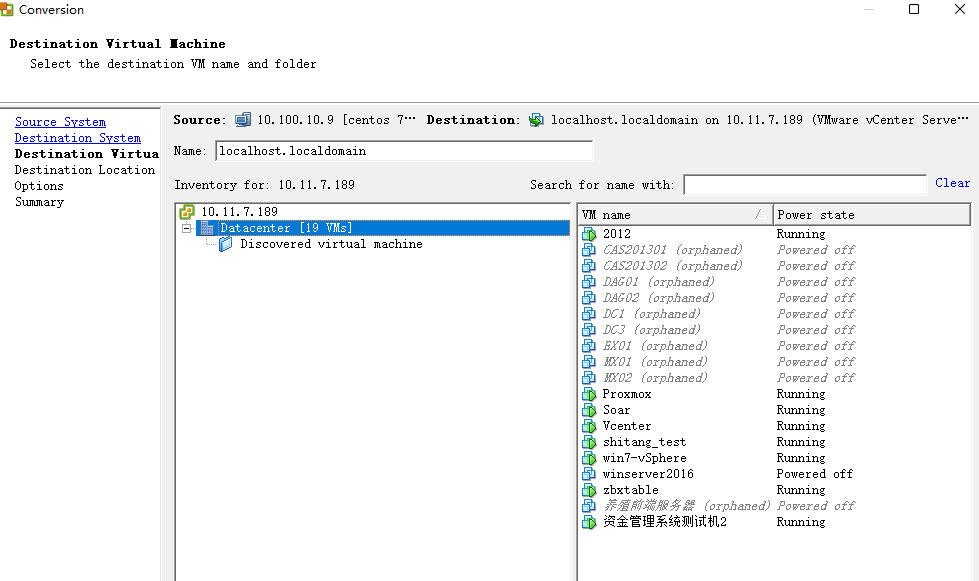 Conversion
Destination Virtual Machine
Select the destination VM name and folder
Source System
Destination System
Destination Virtua
Destination Location
Options
Summary
Source: 10.100.10.9 [centos 7··· Destination: localhost.localdomain on 10.11.7.189 (VMware vCenter Serve···
Name: localhost.localdomain
Inventory for: 10.11.7.189
Search for name with: Clear
10.11.7.189
Datacenter [19 VMs]
Discovered virtual machine
VM name Power state
2012 Running
CAS201301 (orphaned) Powered off
CAS201302 (orphaned) Powered off
DAG01 (orphaned) Powered off
DAG02 (orphaned) Powered off
DC1 (orphaned) Powered off
DC3 (orphaned) Powered off
EX01 (orphaned) Powered off
MX01 (orphaned) Powered off
MX02 (orphaned) Powered off
Proxmox Running
Soar Running
Vcenter Running
shitang_test Running
win7-vSphere Running
winserver2016 Powered off
zbxtable Running
养殖前端服务器 (orphaned) Powered off
资金管理系统测试机2 Running